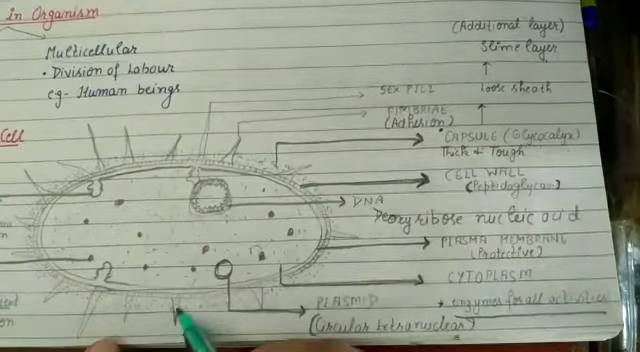 in Organism
Multicellular
• Division of Labour
eg- Human beings
(Additional layer)
Slime layer
↑
Loose sheath
↑
Cell
SEX PILI
FIMBRIAE
(Adhesion)
CAPSULE (Glycocalyx)
Thick & Tough
CELL WALL
(Peptidoglycan)
DNA
Deoxyribose nucleic acid
PLASMA MEMBRANE
(Protective)
CYTOPLASM
* enzymes for all activities
PLASMID
(Circular extranuclear)